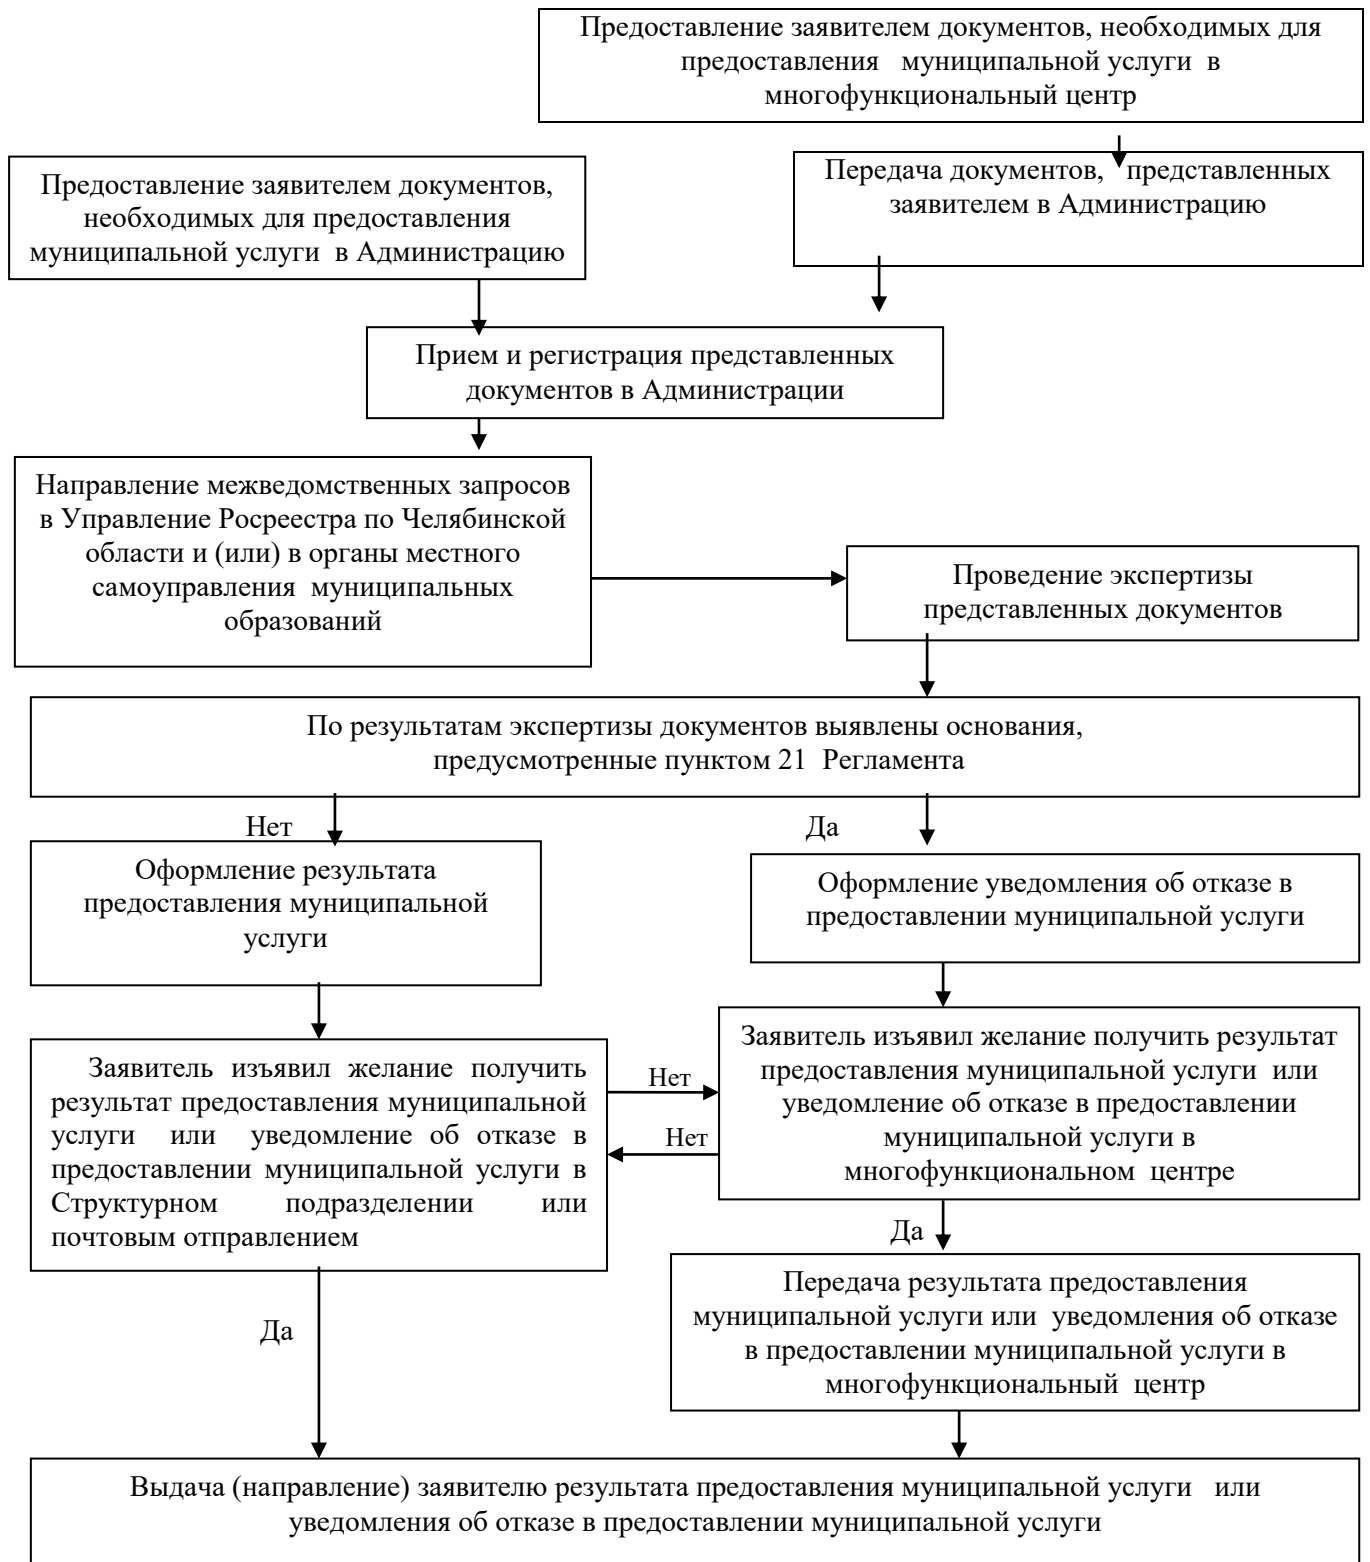 Предоставление заявителем документов, необходимых для
предоставления муниципальной услуги в
многофункциональный центр
Предоставление заявителем документов,
необходимых для предоставления
муниципальной услуги в Администрацию
Передача документов, представленных
заявителем в Администрацию
Прием и регистрация представленных
документов в Администрации
Направление межведомственных запросов
в Управление Росреестра по Челябинской
области и (или) в органы местного
самоуправления муниципальных
образований
Проведение экспертизы
представленных документов
По результатам экспертизы документов выявлены основания,
предусмотренные пунктом 21 Регламента
Нет
Да
Оформление результата
предоставления муниципальной
услуги
Оформление уведомления об отказе в
предоставлении муниципальной услуги
Заявитель изъявил желание получить
результат предоставления муниципальной
услуги или уведомление об отказе в
предоставлении муниципальной услуги в
Структурном подразделении или
почтовым отправлением
Нет
Нет
Заявитель изъявил желание получить результат
предоставления муниципальной услуги или
уведомление об отказе в предоставлении
муниципальной услуги в
многофункциональном центре
Да
Передача результата предоставления
муниципальной услуги или уведомления об отказе
в предоставлении муниципальной услуги в
многофункциональный центр
Да
Выдача (направление) заявителю результата предоставления муниципальной услуги или
уведомления об отказе в предоставлении муниципальной услуги